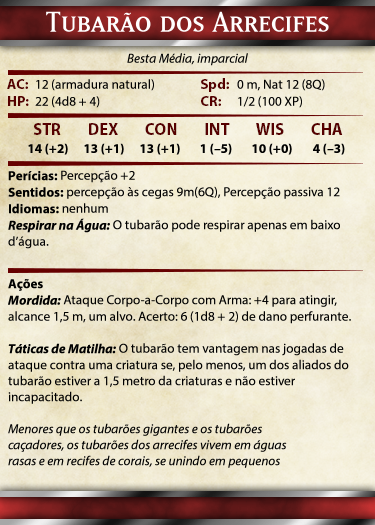 Tubarão dos Arrecifes
Besta Média, imparcial
AC: 12 (armadura natural) Spd: 0 m, Nat 12 (8Q)
HP: 22 (4d8 + 4) CR: 1/2 (100 XP)
STR DEX CON INT WIS CHA
14 (+2) 13 (+1) 13 (+1) 1 (–5) 10 (+0) 4 (–3)
Perícias: Percepção +2
Sentidos: percepção às cegas 9m(6Q), Percepção passiva 12
Idiomas: nenhum
Respirar na Água: O tubarão pode respirar apenas em baixo
d’água.
Ações
Mordida: Ataque Corpo-a-Corpo com Arma: +4 para atingir,
alcance 1,5 m, um alvo. Acerto: 6 (1d8 + 2) de dano perfurante.
Táticas de Matilha: O tubarão tem vantagem nas jogadas de
ataque contra uma criatura se, pelo menos, um dos aliados do
tubarão estiver a 1,5 metro da criaturas e não estiver
incapacitado.
Menores que os tubarões gigantes e os tubarões
caçadores, os tubarões dos arrecifes vivem em águas
rasas e em recifes de corais, se unindo em pequenos